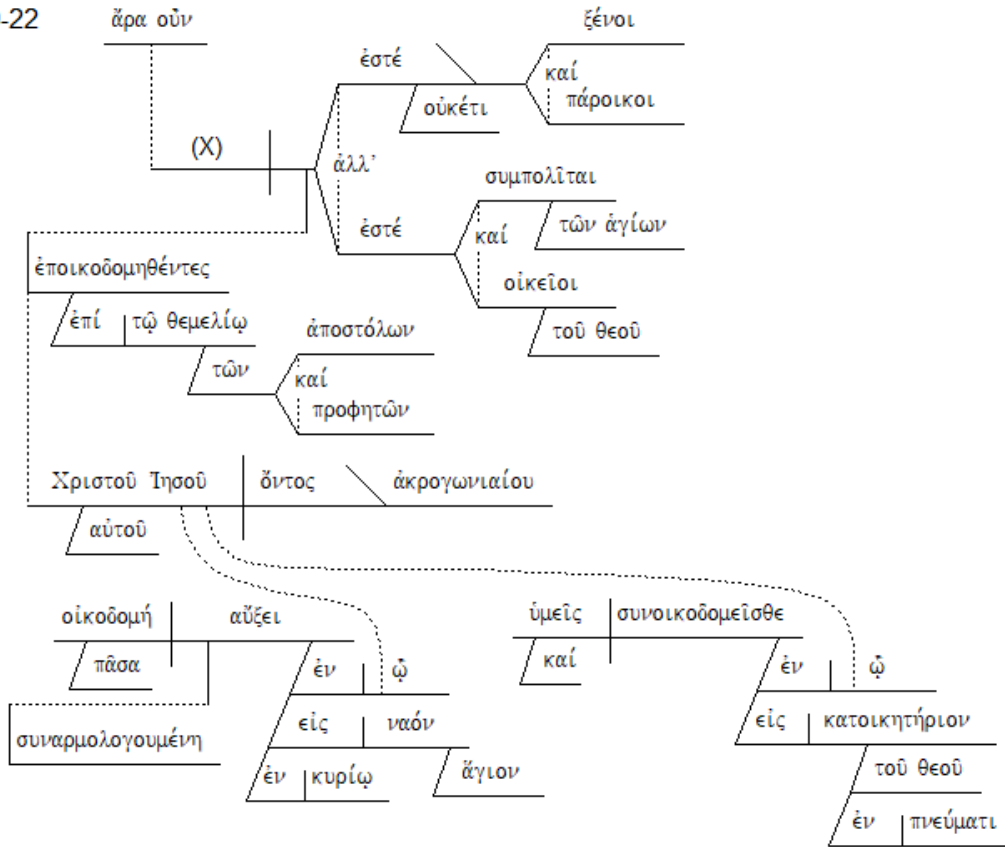 -22
ἄρα οὖν
ξένοι
ἐστέ
καί
οὐκέτι
πάροικοι
(X)
ἀλλ’
συμπολῖται
ἐστέ
καί
τῶν ἁγίων
ἐποικοδομηθέντες
οἰκεῖοι
ἐπί
τῷ θεμελίῳ
ἀποστόλων
τοῦ θεοῦ
τῶν
καί
προφητῶν
Χριστοῦ Ἰησοῦ
ὄντος
ἀκρογωνιαίου
αὐτοῦ
οἰκοδομή
αὔξει
ὑμεῖς
συνοικοδομεῖσθε
πᾶσα
ἐν
ᾧ
καί
ἐν
ᾧ
συναρμολογουμένη
εἰς
ναόν
εἰς
κατοικητήριον
ἐν
κυρίῳ
ἅγιον
τοῦ θεοῦ
ἐν
πνεύματι